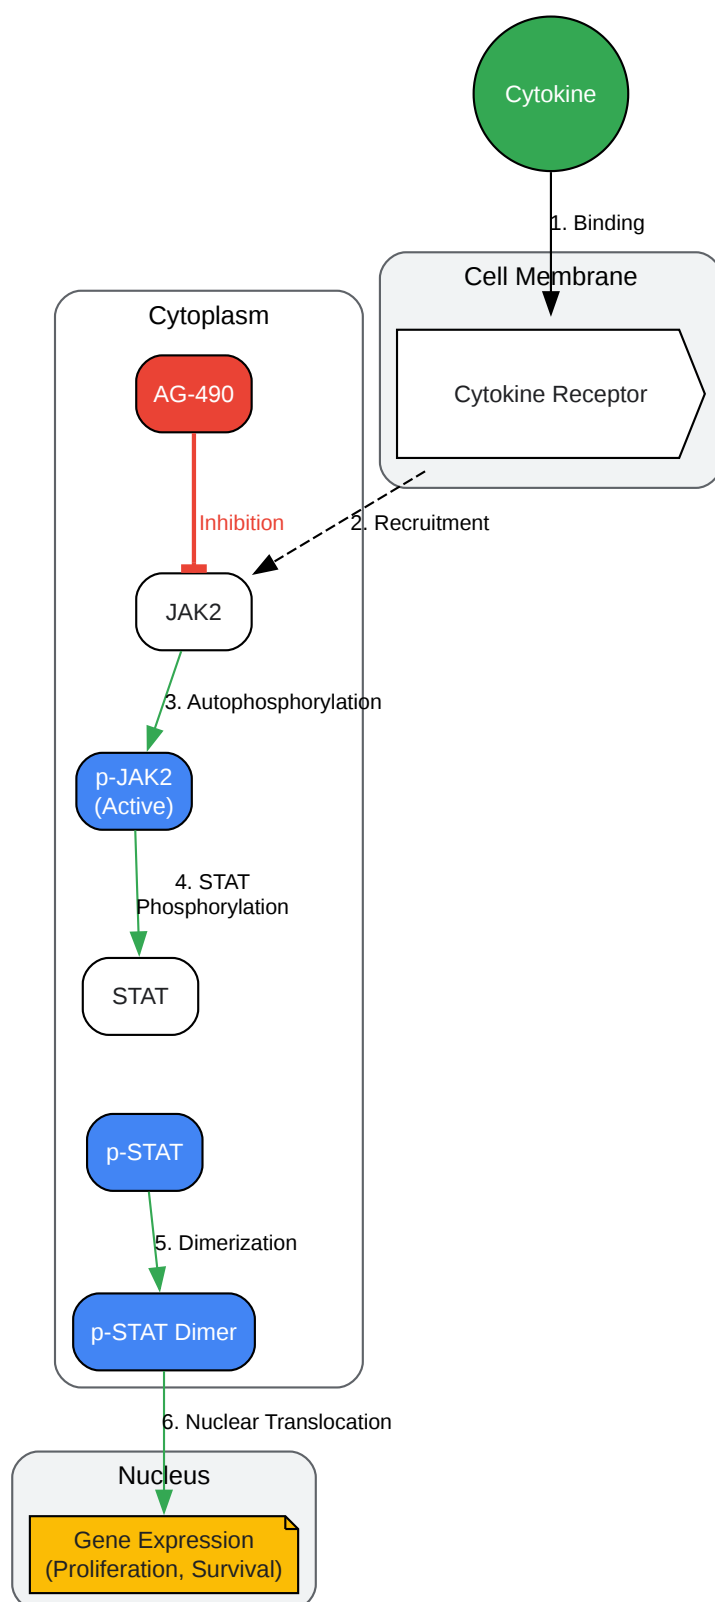 Cytokine
1. Binding
Cell Membrane
Cytokine Receptor
Cytoplasm
AG-490
Inhibition
2. Recruitment
JAK2
3. Autophosphorylation
p-JAK2
(Active)
4. STAT
Phosphorylation
STAT
p-STAT
5. Dimerization
p-STAT Dimer
6. Nuclear Translocation
Nucleus
Gene Expression
(Proliferation, Survival)